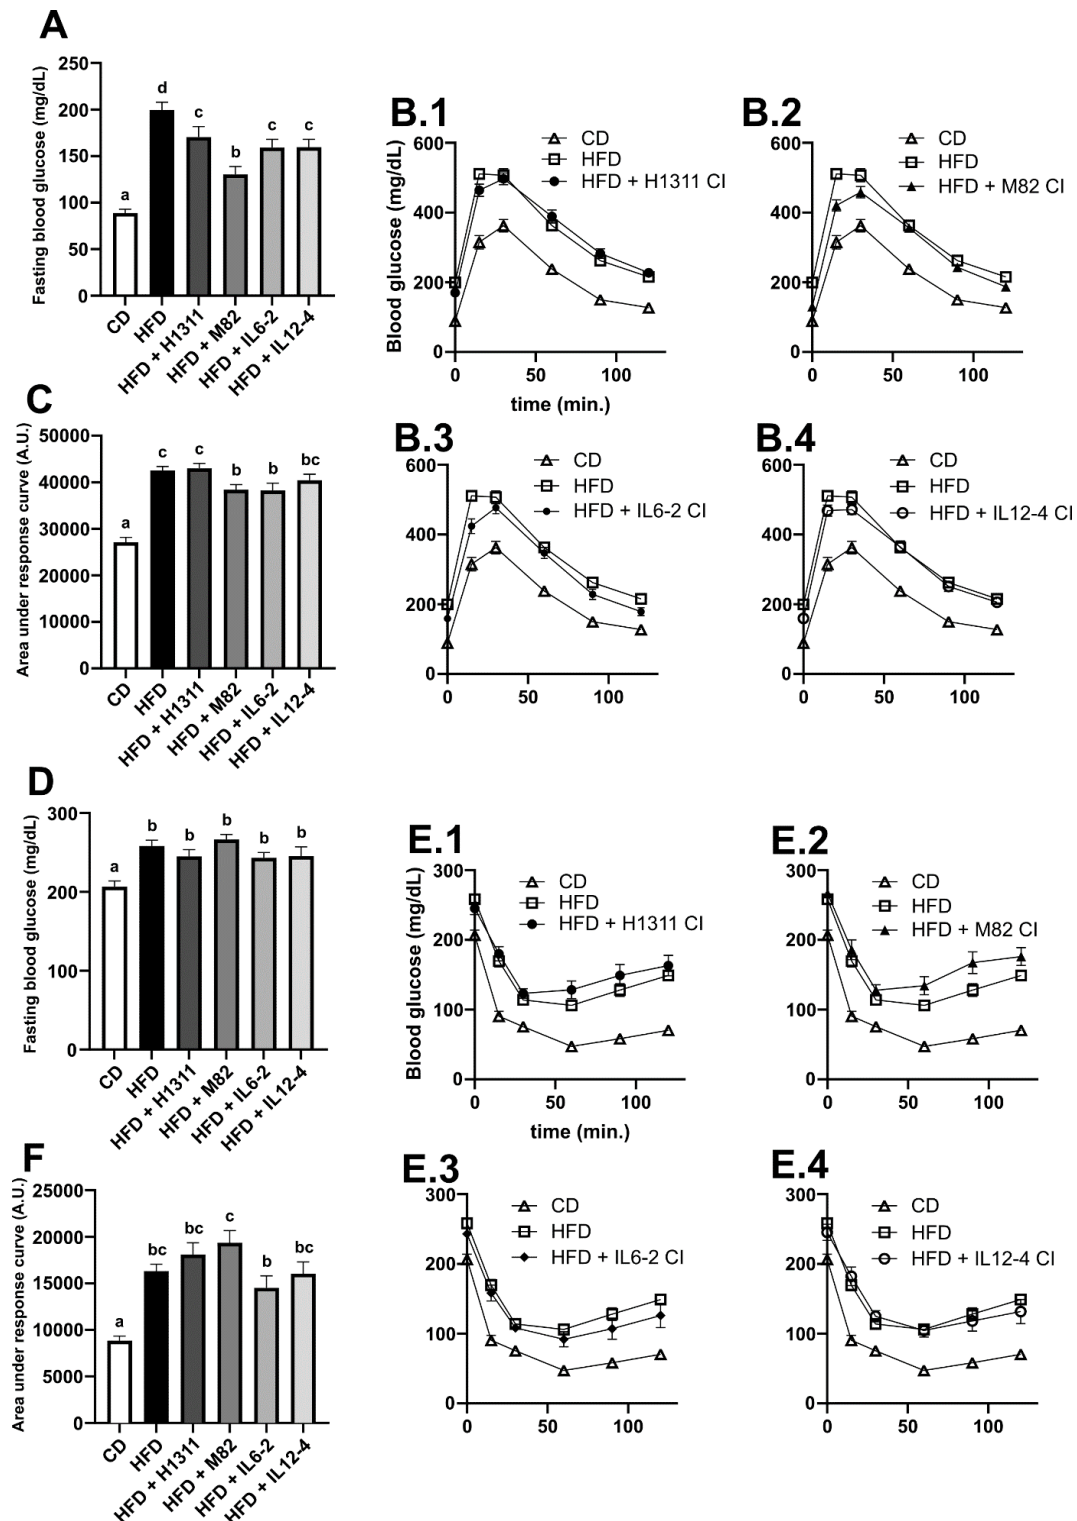 A
Fasting blood glucose (mg/dL)
250
200
150
100
50
0
a
d
c
b
c
c
CD
HFD
HFD + H1311
HFD + M82
HFD + IL6-2
HFD + IL12-4
B.1
Blood glucose (mg/dL)
600
400
200
0
CD
HFD
HFD + H1311 CI
0
50
100
time (min.)
B.2
600
400
200
0
CD
HFD
HFD + M82 CI
0
50
100
C
Area under response curve (A.U.)
50000
40000
30000
20000
10000
0
a
c
c
b
b
bc
CD
HFD
HFD + H1311
HFD + M82
HFD + IL6-2
HFD + IL12-4
B.3
600
400
200
0
CD
HFD
HFD + IL6-2 CI
0
50
100
B.4
600
400
200
0
CD
HFD
HFD + IL12-4 CI
0
50
100
D
Fasting blood glucose (mg/dL)
300
200
100
0
a
b
b
b
b
b
CD
HFD
HFD + H1311
HFD + M82
HFD + IL6-2
HFD + IL12-4
E.1
Blood glucose (mg/dL)
300
200
100
0
CD
HFD
HFD + H1311 CI
0
50
100
time (min.)
E.2
300
200
100
0
CD
HFD
HFD + M82 CI
0
50
100
F
Area under response curve (A.U.)
25000
20000
15000
10000
5000
0
a
bc
bc
c
b
bc
CD
HFD
HFD + H1311
HFD + M82
HFD + IL6-2
HFD + IL12-4
E.3
300
200
100
0
CD
HFD
HFD + IL6-2 CI
0
50
100
E.4
300
200
100
0
CD
HFD
HFD + IL12-4 CI
0
50
100